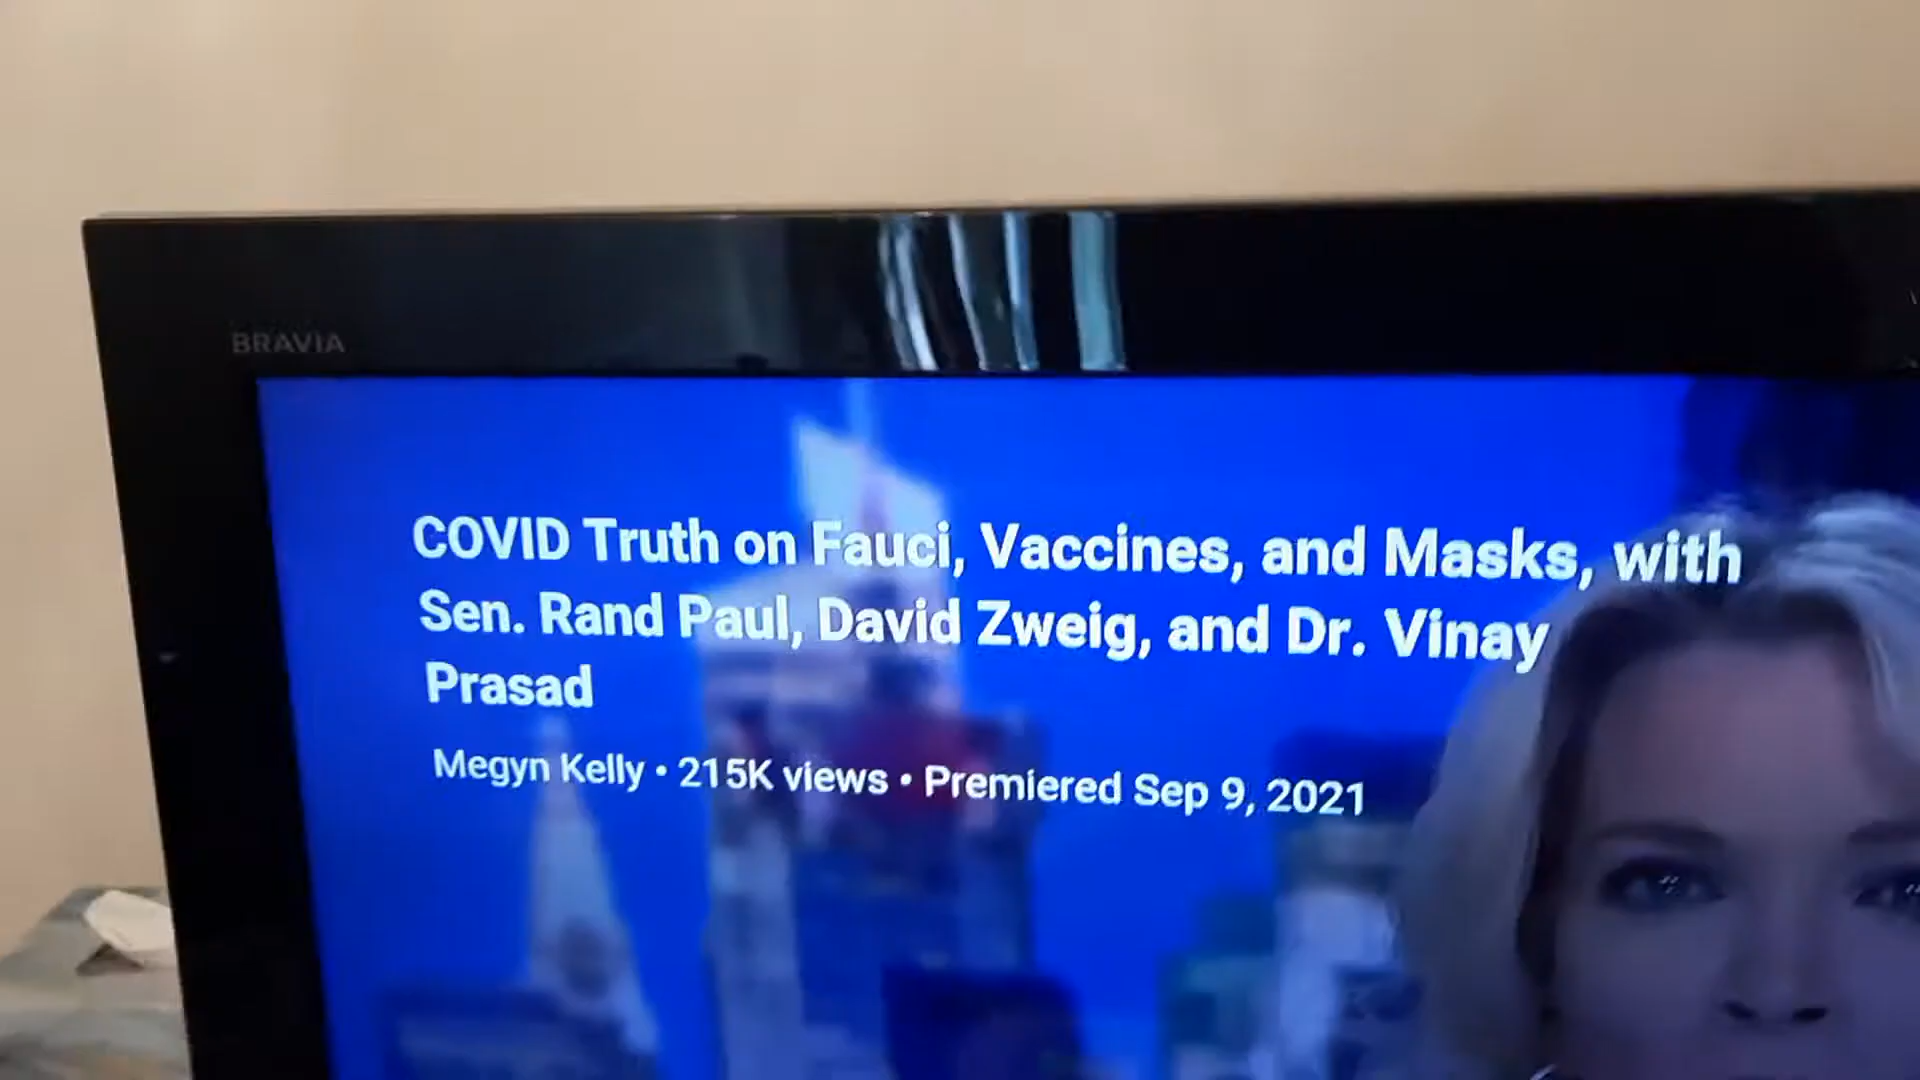 BRAVIA
COVID Truth on Fauci, Vaccines, and Masks, with
Sen. Rand Paul, David Zweig, and Dr. Vinay
Prasad
Megyn Kelly • 215K views • Premiered Sep 9, 2021